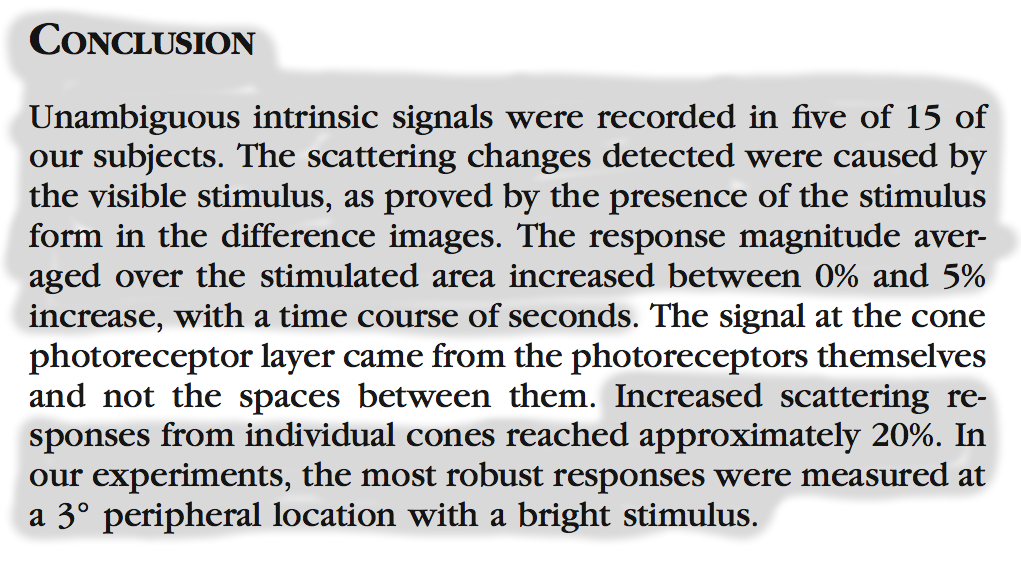 CONCLUSION
Unambiguous intrinsic signals were recorded in five of 15 of
our subjects. The scattering changes detected were caused by
the visible stimulus, as proved by the presence of the stimulus
form in the difference images. The response magnitude aver-
aged over the stimulated area increased between 0% and 5%
increase, with a time course of seconds. The signal at the cone
photoreceptor layer came from the photoreceptors themselves
and not the spaces between them. Increased scattering re-
sponses from individual cones reached approximately 20%. In
our experiments, the most robust responses were measured at
a 3° peripheral location with a bright stimulus.